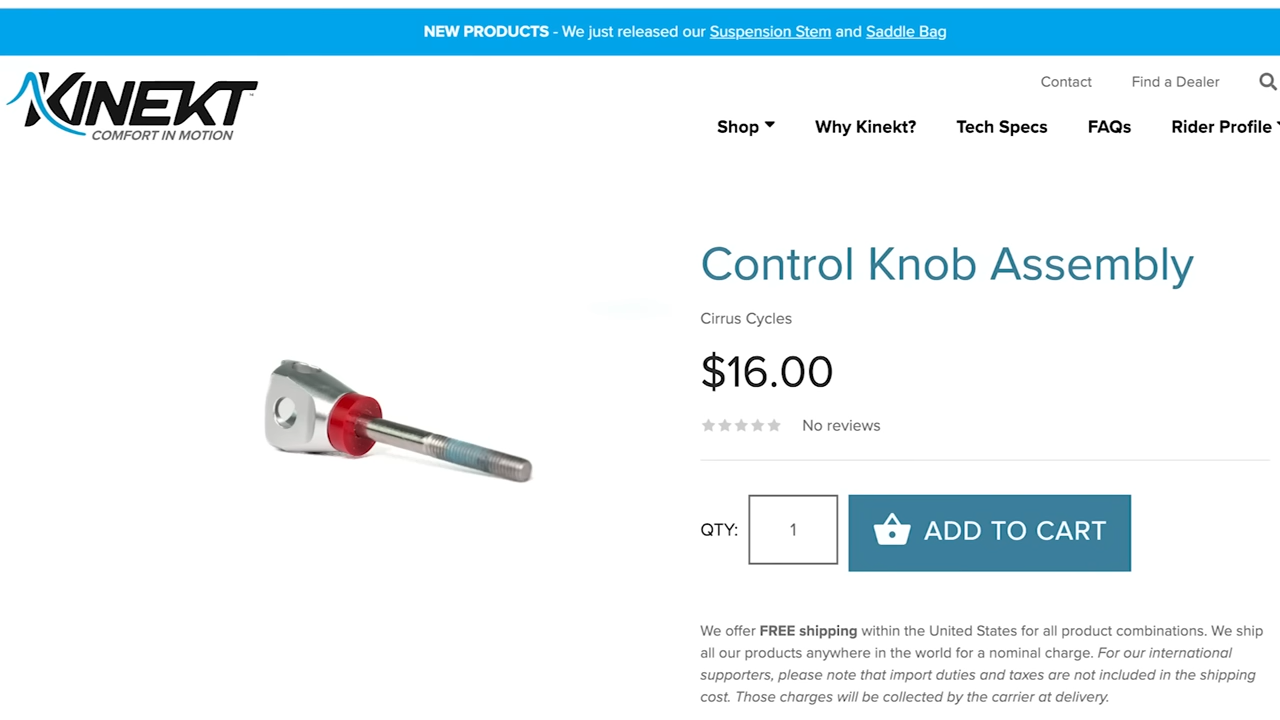 NEW PRODUCTS - We just released our Suspension Stem and Saddle Bag
KINEKT
COMFORT IN MOTION
Contact Find a Dealer
Shop Why Kinekt? Tech Specs FAQs Rider Profile
Control Knob Assembly
Cirrus Cycles
$16.00
No reviews
QTY: 1 ADD TO CART
We offer FREE shipping within the United States for all product combinations. We ship
all our products anywhere in the world for a nominal charge. For our international
supporters, please note that import duties and taxes are not included in the shipping
cost. Those charges will be collected by the carrier at delivery.